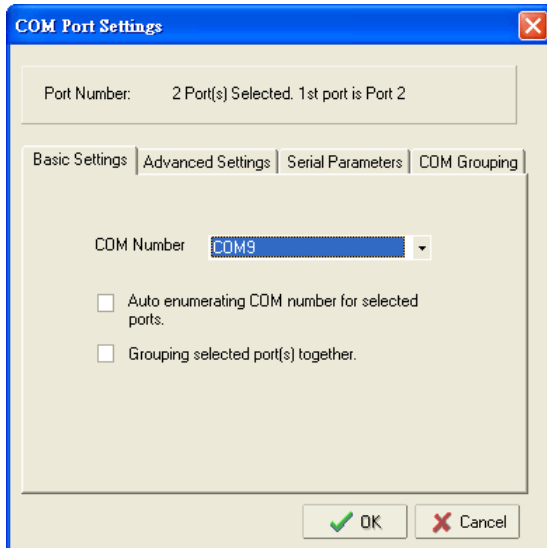 COM Port Settings
Port Number: 2 Port(s) Selected. 1st port is Port 2
Basic Settings Advanced Settings Serial Parameters COM Grouping
COM Number COM9
Auto enumerating COM number for selected
ports.
Grouping selected port(s) together.
OK Cancel